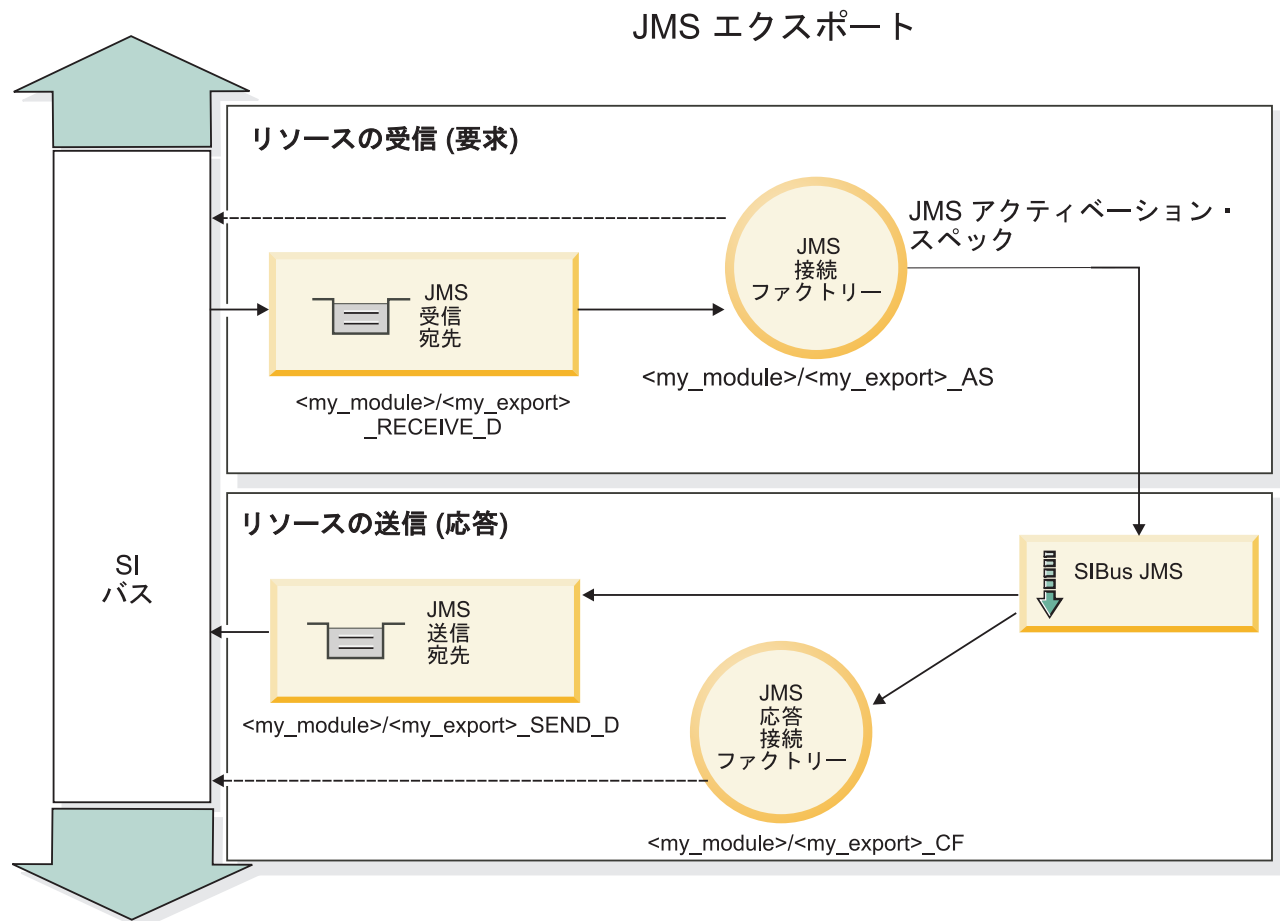 JMS エクスポート
リソースの受信 (要求)
JMS アクティベーション・
スペック
JMS
接続
ファクトリー
JMS
受信
宛先
<my_module>/<my_export>_AS
<my_module>/<my_export>
_RECEIVE_D
リソースの送信 (応答)
SI
バス
SIBus JMS
JMS
送信
宛先
JMS
応答
接続
ファクトリー
<my_module>/<my_export>_SEND_D
<my_module>/<my_export>_CF